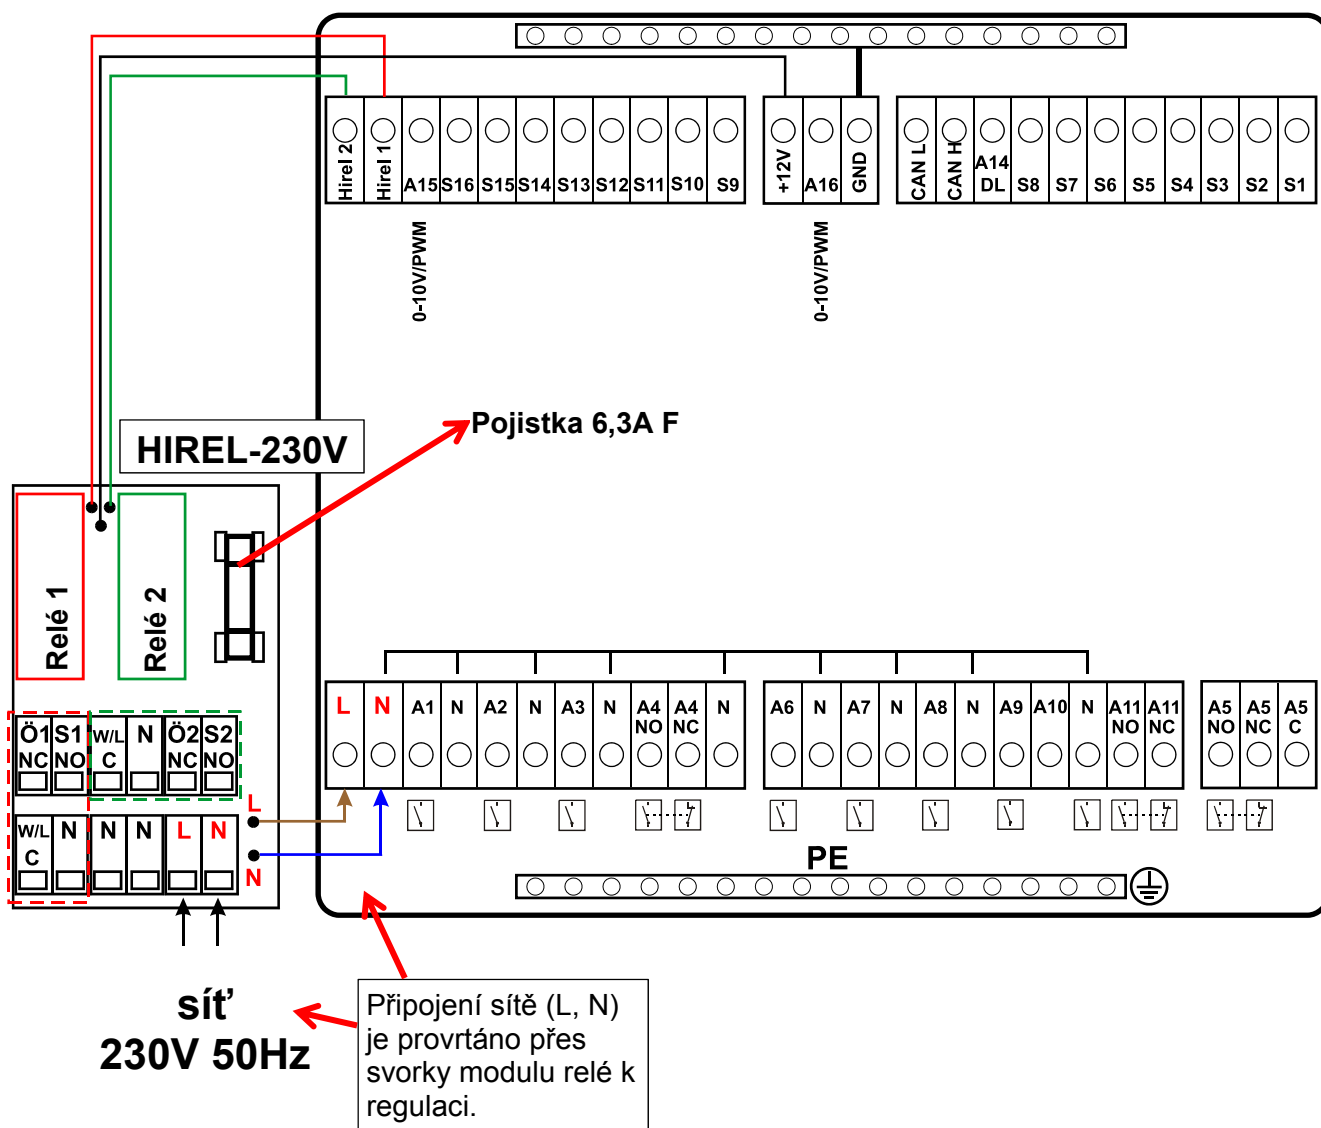 Hirel 2 Hirel 1 A15 S16 S15 S14 S13 S12 S11 S10 S9 +12V A16 GND CAN L CAN H A14 DL S8 S7 S6 S5 S4 S3 S2 S1
0-10V/PWM 0-10V/PWM
Pojistka 6,3A F
HIREL-230V
Relé 1 Relé 2
L N A1 N A2 N A3 N A4 NO A4 NC N A6 N A7 N A8 N A9 A10 N A11 NO A11 NC A5 NO A5 NC A5 C
Ö1 S1 W/L N Ö2 S2
NC NO C NC NO
L
W/L N N N L N
C
N
PE
síť
230V 50Hz
Připojení sítě (L, N)
je provrtáno přes
svorky modulu relé k
regulaci.